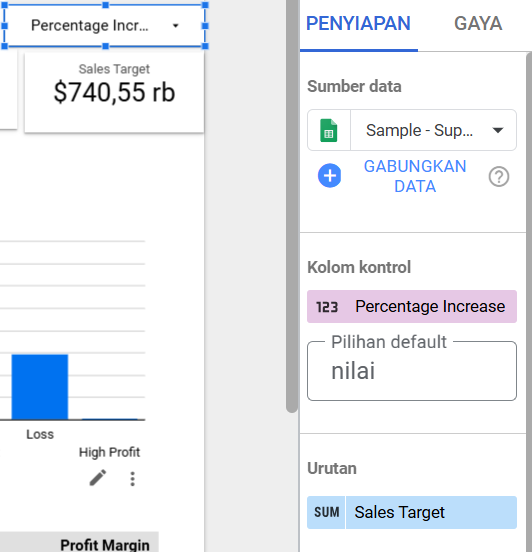 Percentage Incr...
Sales Target
$740,55 rb
Loss
High Profit
Profit Margin
PENYIAPAN
GAYA
Sumber data
Sample - Sup...
GABUNGKAN
DATA
Kolom kontrol
123 Percentage Increase
Pilihan default
nilai
Urutan
SUM Sales Target